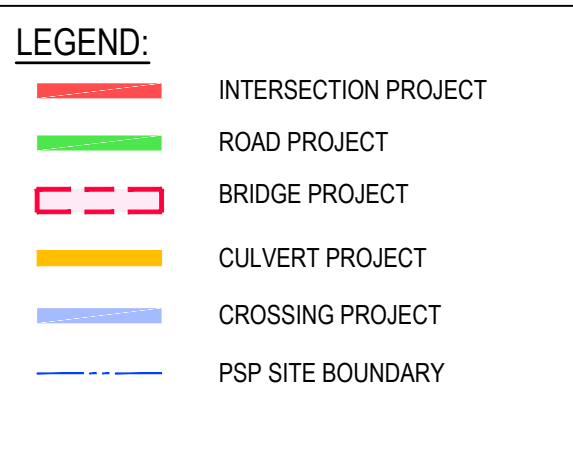 LEGEND:
INTERSECTION PROJECT
ROAD PROJECT
BRIDGE PROJECT
CULVERT PROJECT
CROSSING PROJECT
PSP SITE BOUNDARY